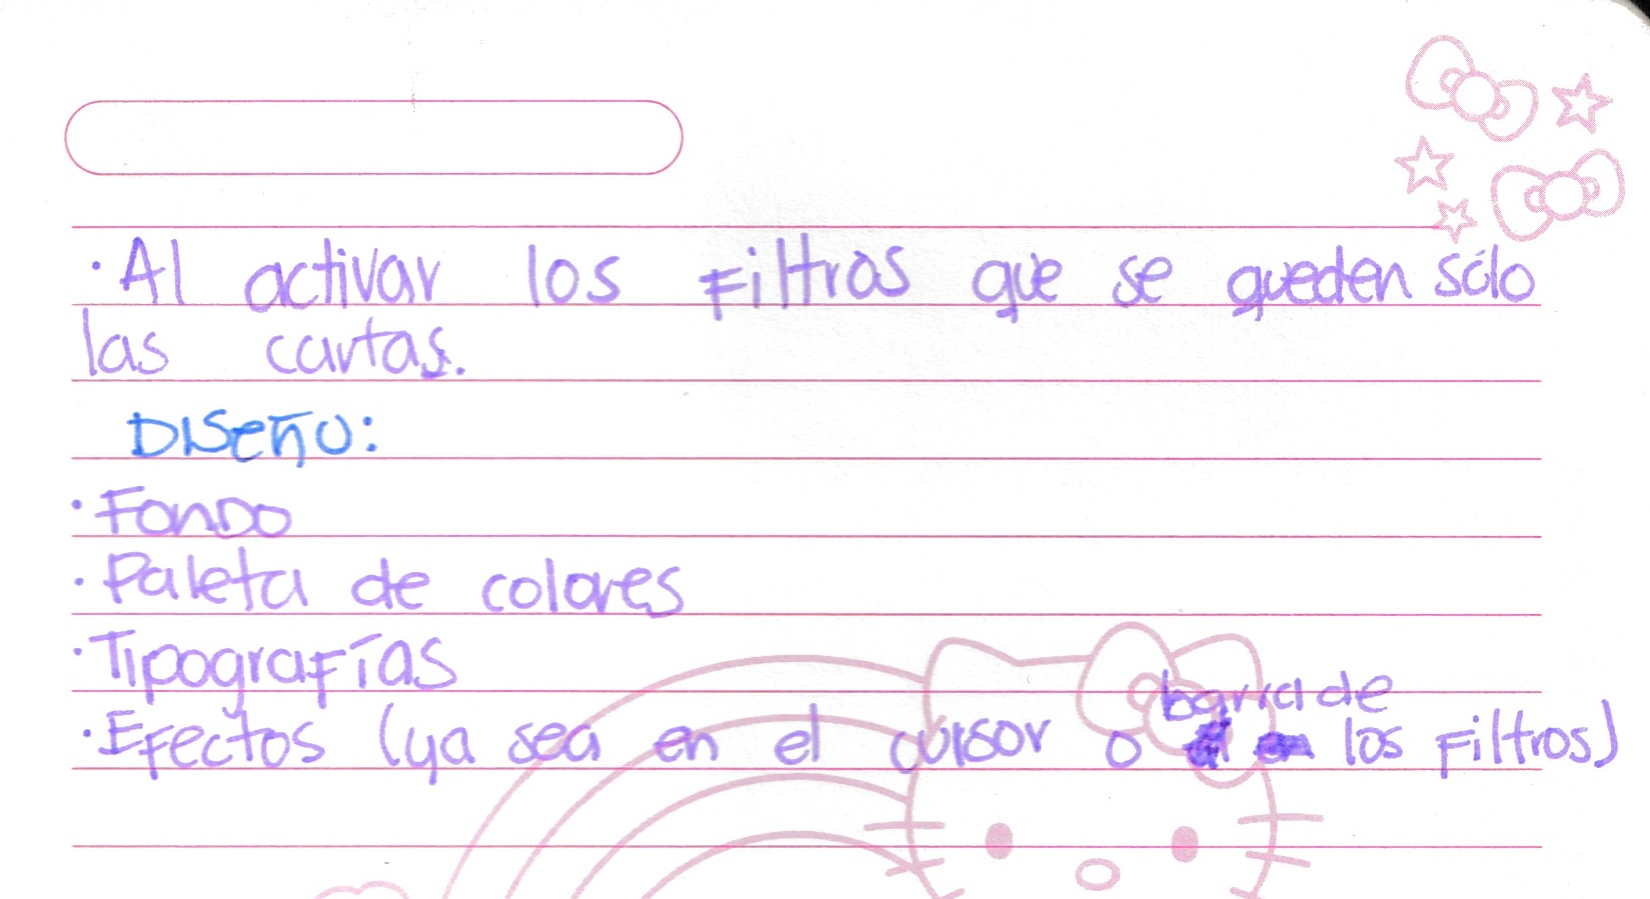 · Al activar los Filtros que se queden sólo
las cartas.
Diseño:
· Fondo
· Paleta de colores
· Tipografías
· Efectos (ya sea en el cursor o barra de los Filtros)